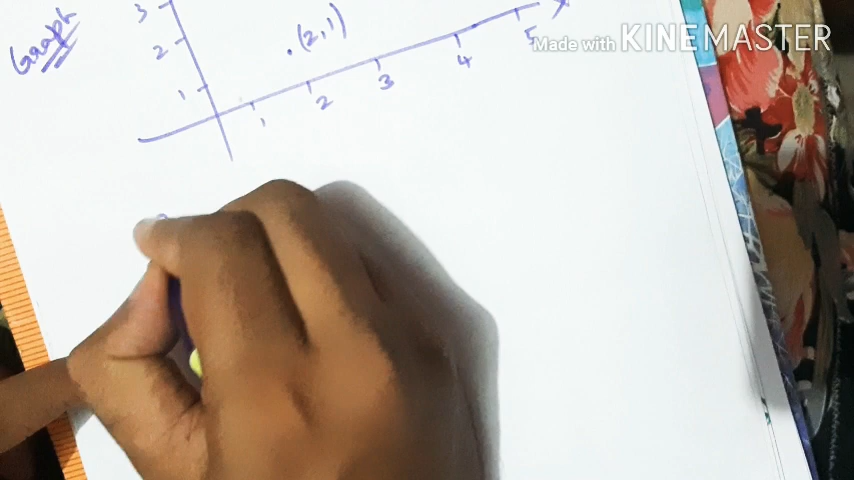 Graph
3
2
1
.(2,1)
1 2 3 4 5 X
Made with KINEMASTER